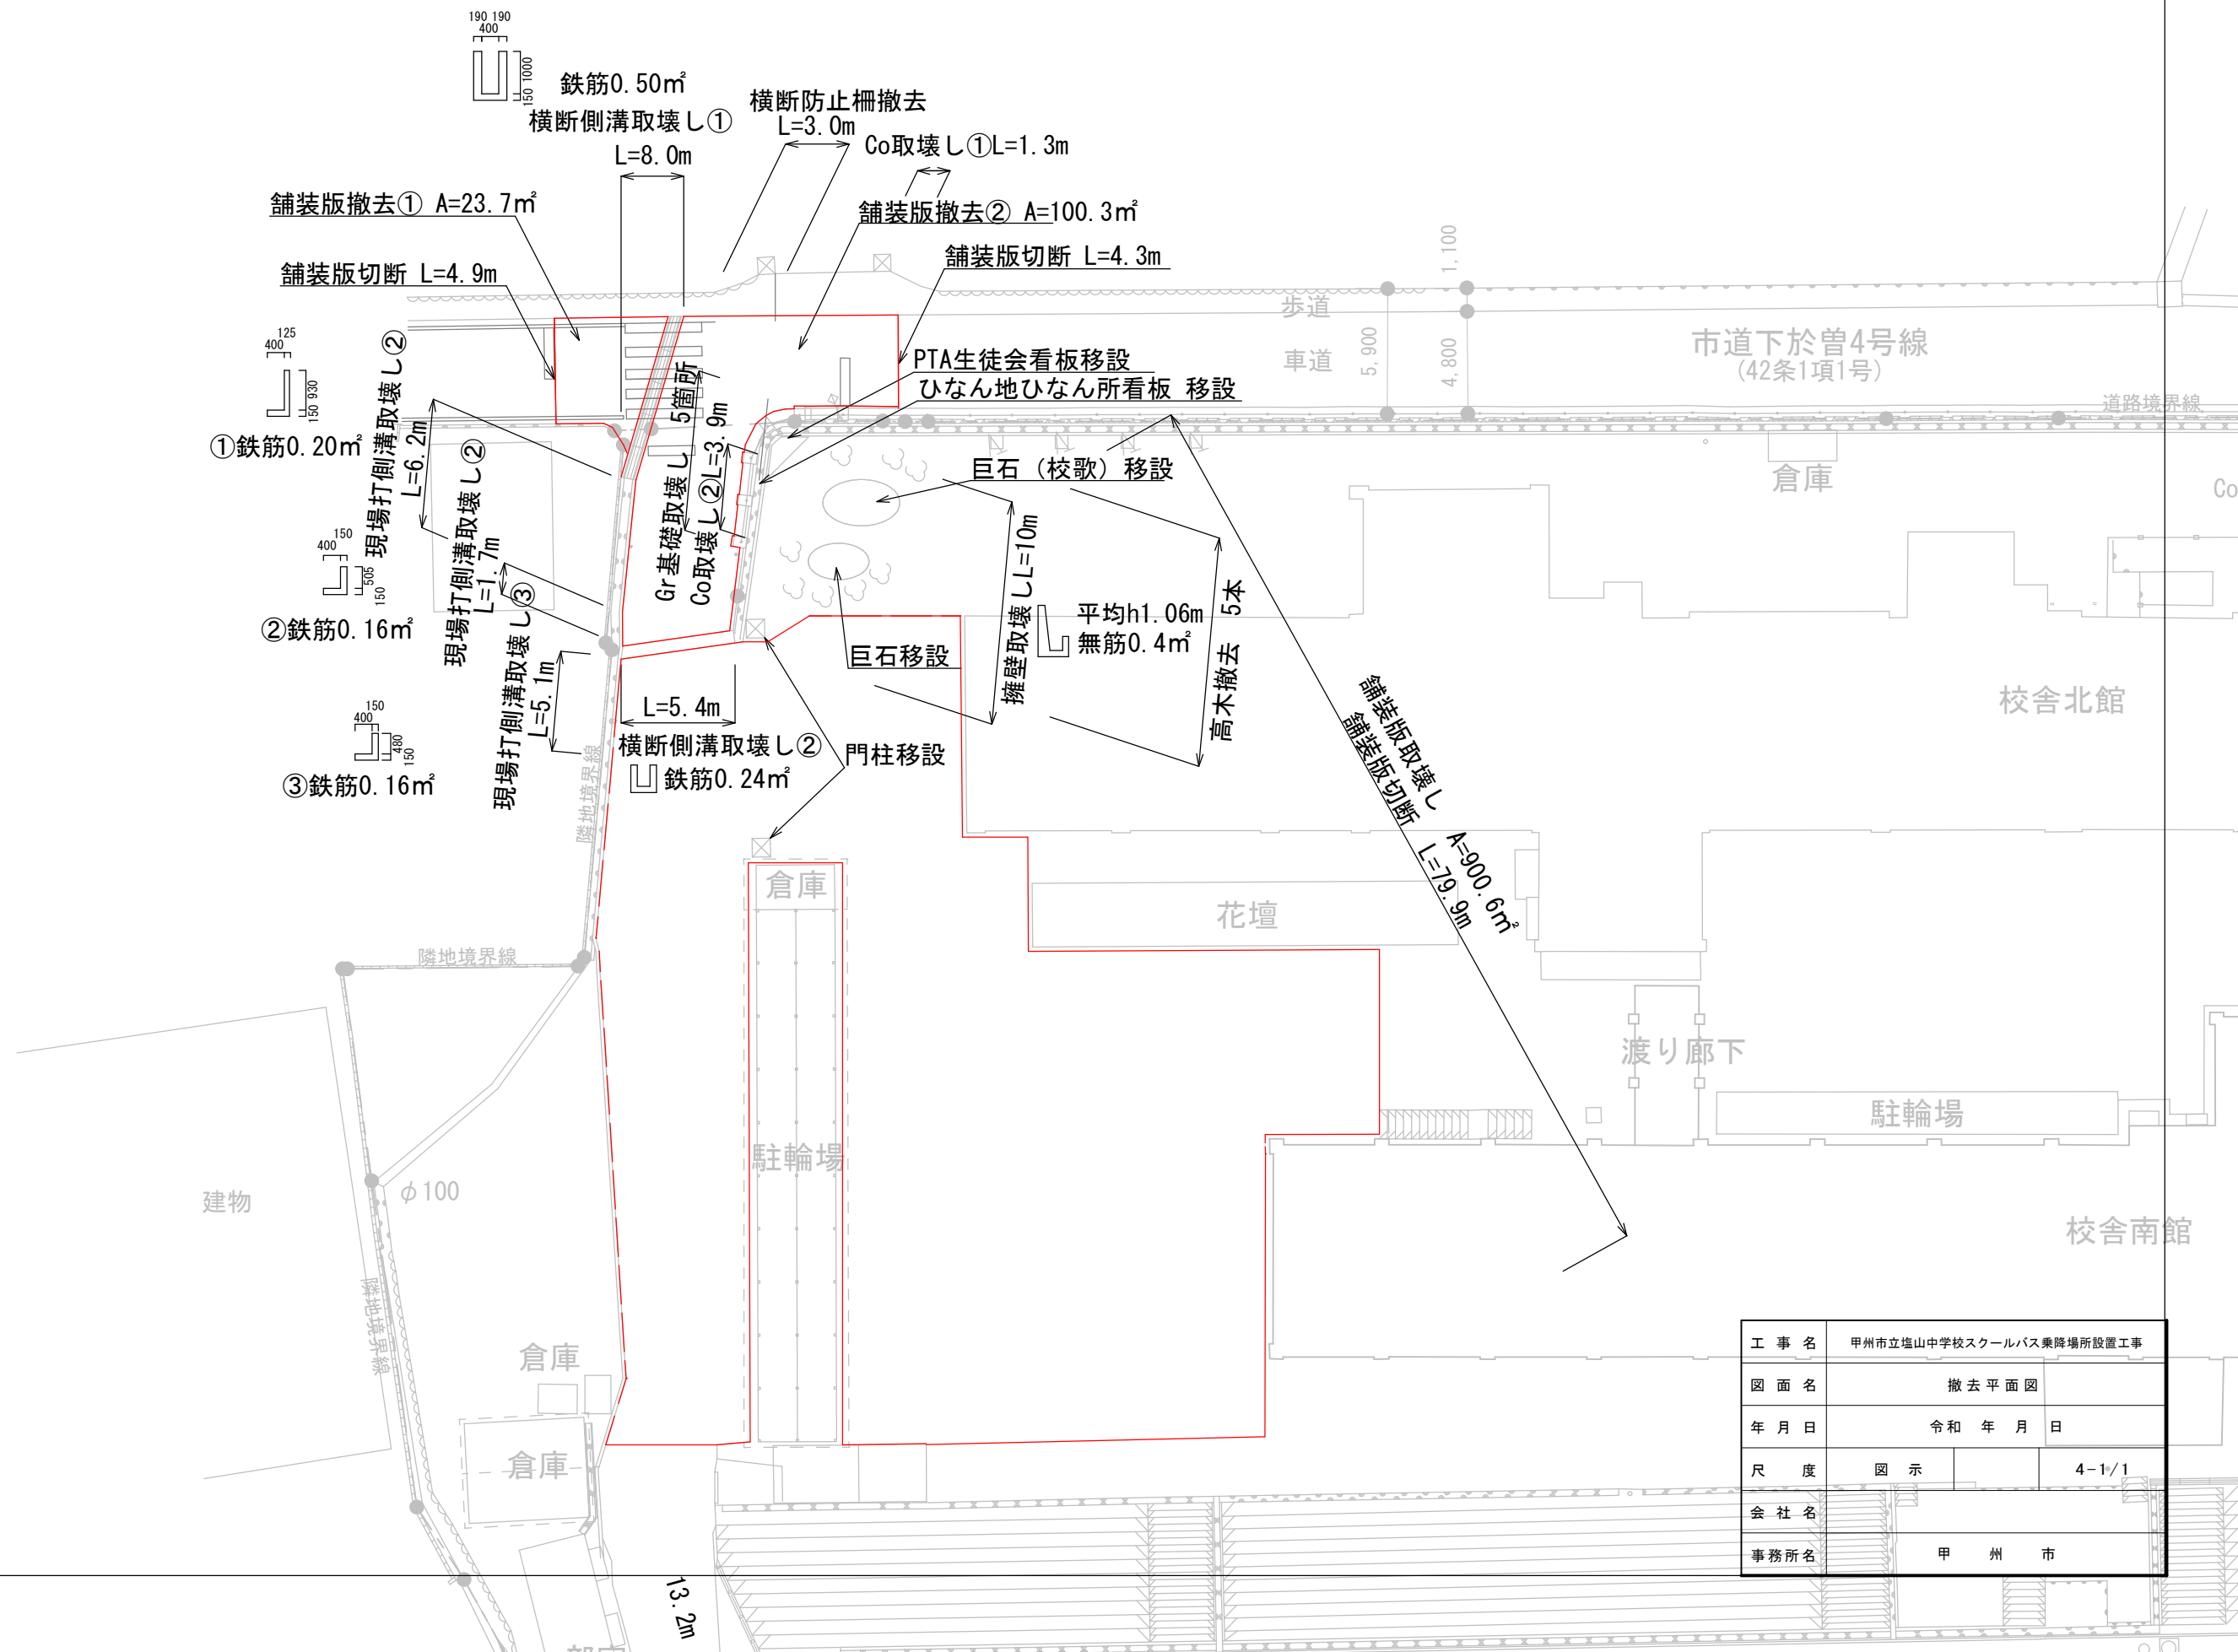 190 190
400
150 1000
鉄筋0.50㎡
横断側溝取壊し①
L=8.0m
横断防止柵撤去
L=3.0m
Co取壊し①L=1.3m
舗装版撤去① A=23.7㎡
舗装版撤去② A=100.3㎡
舗装版切断 L=4.9m
舗装版切断 L=4.3m
1,100
歩道
車道
5,900
4,800
市道下於曽4号線
(42条1項1号)
道路境界線
PTA生徒会看板移設
ひなん地ひなん所看板 移設
125
400
150 930
①鉄筋0.20㎡
現場打側溝取壊し②
L=6.2m
現場打側溝取壊し②
L=1.7m
Gr基礎取壊し 5箇所
Co取壊し②L=3.9m
巨石（校歌）移設
倉庫
Co
150
400
505
150
②鉄筋0.16㎡
現場打側溝取壊し③
L=5.1m
擁壁取壊しL=10m
平均h1.06m
無筋0.4㎡
高木撤去 5本
巨石移設
L=5.4m
横断側溝取壊し②
鉄筋0.24㎡
門柱移設
150
400
480
150
③鉄筋0.16㎡
隣地境界線
舗装版取壊し A=900.6㎡
舗装版切断 L=79.9m
校舎北館
倉庫
花壇
隣地境界線
渡り廊下
駐輪場
駐輪場
建物
φ100
校舎南館
隣地境界線
倉庫
倉庫
13.2m
工事名 甲州市立塩山中学校スクールバス乗降場所設置工事
図面名 撤去平面図
年月日 令和 年 月 日
尺度 図示 4-1/1
会社名
事務所名 甲州市